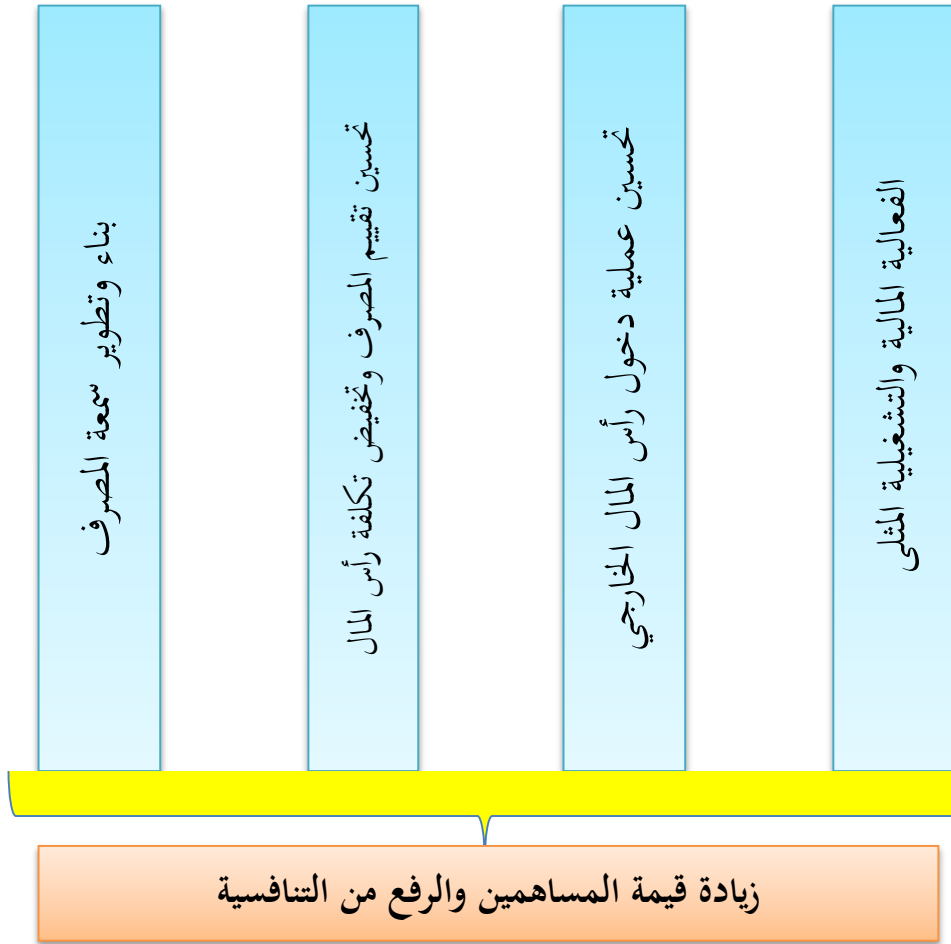 الفعالية المالية والتشغيلية المثلى
تحسين عملية دخول رأس المال الخارجي
تحسين تقييم المصرف وتخفيض تكلفة رأس المال
بناء وتطوير سمعة المصرف
زيادة قيمة المساهمين والرفع من التنافسية